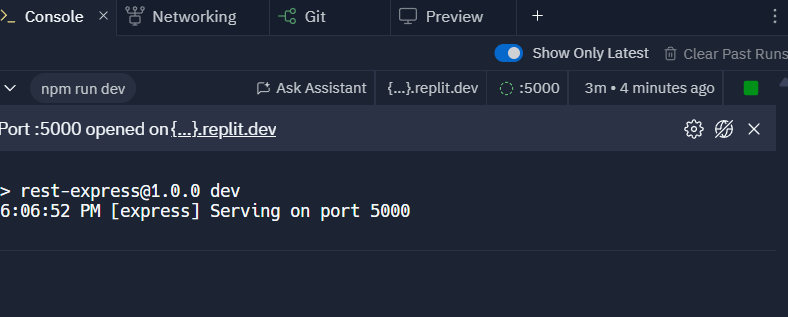 Console
Networking
Git
Preview
Show Only Latest
Clear Past Runs
npm run dev
Ask Assistant
{...}.replit.dev
:5000
3m • 4 minutes ago
Port :5000 opened on {...}.replit.dev
> rest-express@1.0.0 dev
6:06:52 PM [express] Serving on port 5000